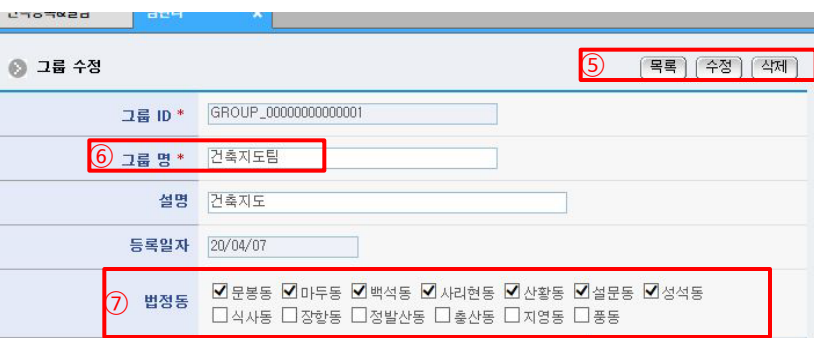 그룹 수정
⑤
목록 수정 삭제
그룹 ID * GROUP_00000000000001
⑥ 그룹 명 * 건축지도팀
설명 건축지도
등록일자 20/04/07
⑦ 법정동
문봉동 마두동 백석동 사리현동 산황동 설문동 성석동
식사동 장항동 정발산동 지영동 풍동